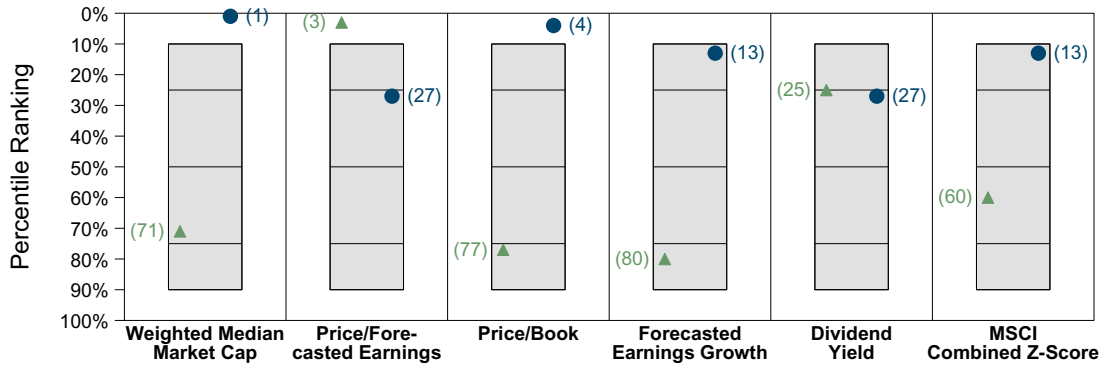 Percentile Ranking
0%
10%
20%
30%
40%
50%
60%
70%
80%
90%
100%
(1)
(71)
(3)
(27)
(4)
(77)
(13)
(80)
(25)
(27)
(13)
(60)
Weighted Median
Market Cap
Price/Fore-
casted Earnings
Price/Book
Forecasted
Earnings Growth
Dividend
Yield
MSCI
Combined Z-Score